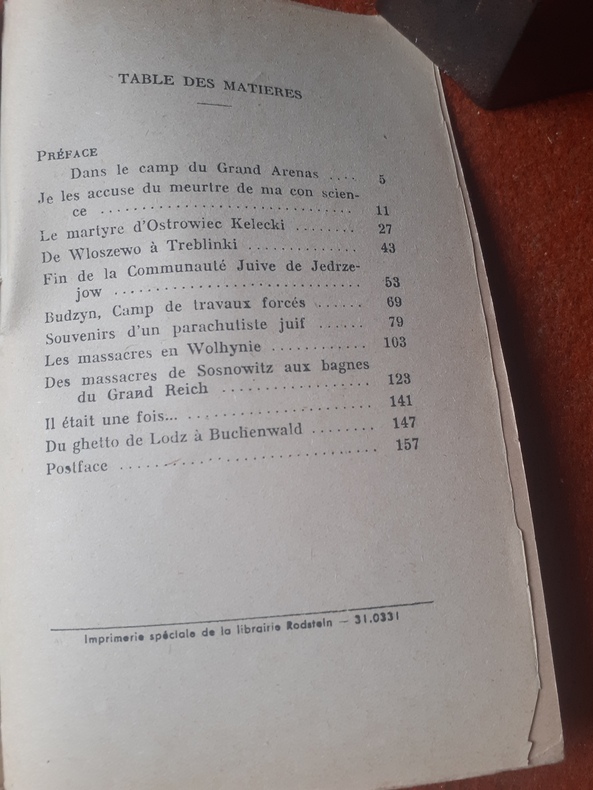 TABLE DES MATIERES
PRÉFACE
Dans le camp du Grand Arenas .... 5
Je les accuse du meurtre de ma con scien-
ce .............................. 11
Le martyre d'Ostrowiec Kelecki ........ 27
De Wloszewo à Treblinki ............. 43
Fin de la Communauté Juive de Jedrze-
jow .............................. 53
Budzyn, Camp de travaux forcés ...... 69
Souvenirs d'un parachutiste juif ...... 79
Les massacres en Wolhynie ........... 103
Des massacres de Sosnowitz aux bagnes
du Grand Reich .................. 123
Il était une fois... ...................... 141
Du ghetto de Lodz à Buchenwald ........ 147
Postface .............................. 157
Imprimerie spéciale de la librairie Rodstein — 31.0331